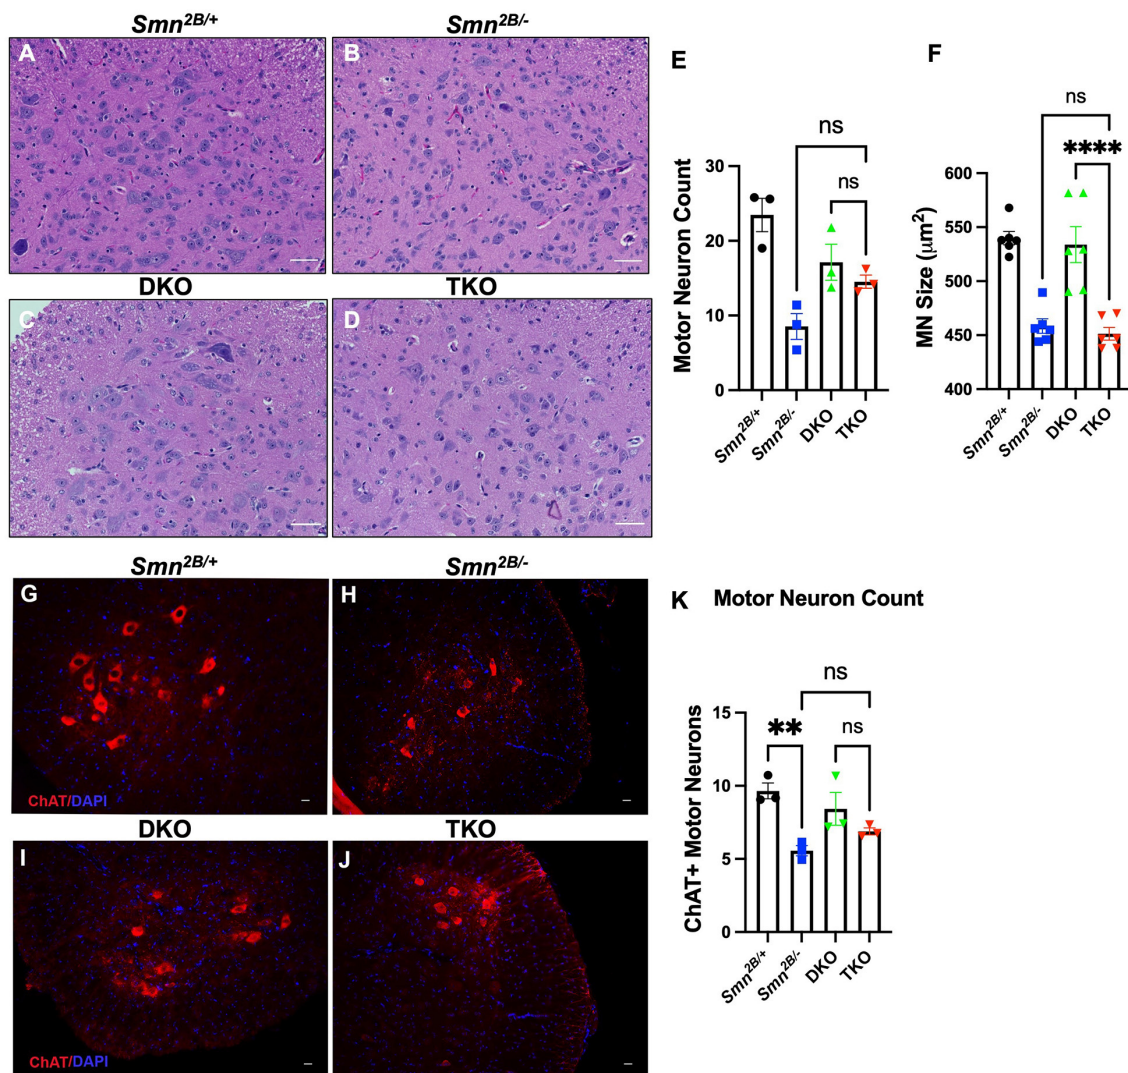 Smn2B/+
Smn2B/-
A
B
DKO
TKO
C
D
E
ns
ns
30
20
10
0
Motor Neuron Count
Smn2B/+
Smn2B/-
DKO
TKO
F
ns
****
600
550
500
450
400
MN Size (μm2)
Smn2B/+
Smn2B/-
DKO
TKO
Smn2B/+
Smn2B/-
G
ChAT/DAPI
H
DKO
TKO
I
ChAT/DAPI
J
K Motor Neuron Count
ns
**
ns
15
10
5
0
ChAT+ Motor Neurons
Smn2B/+
Smn2B/-
DKO
TKO